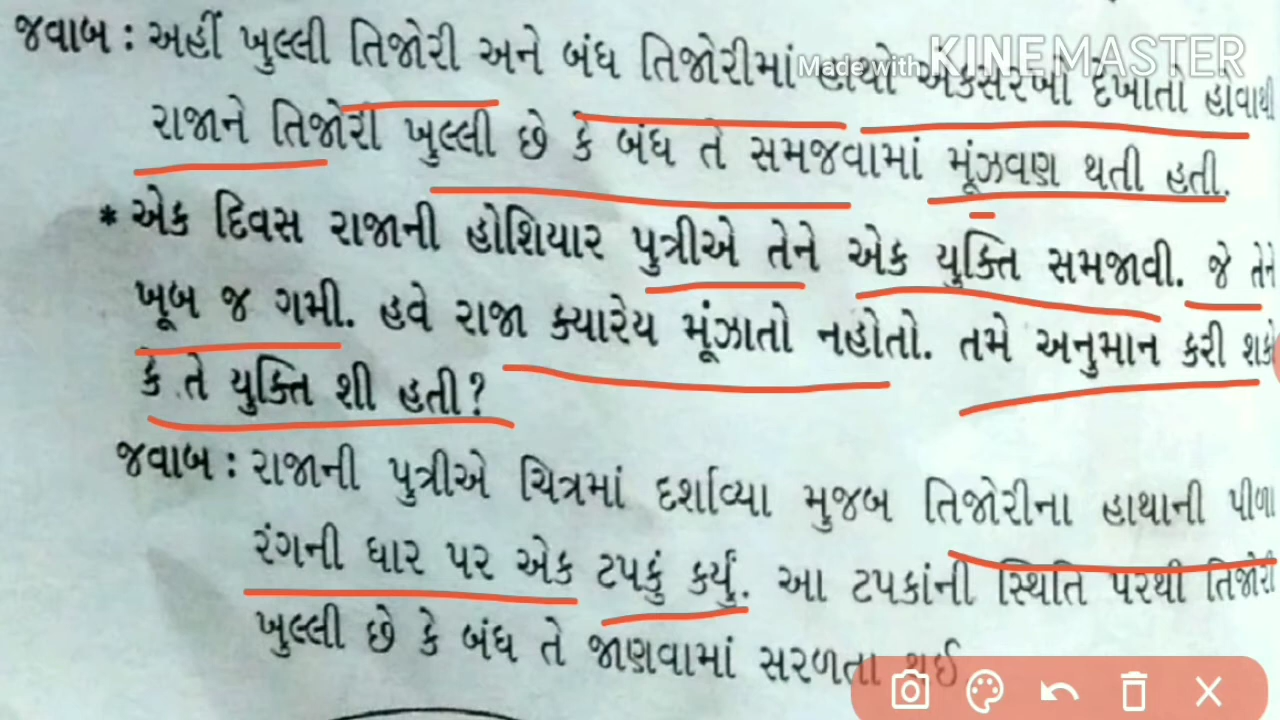 જવાબ : અહીં ખુલ્લી તિજોરી અને બંધ તિજોરીમાં હાથો એકસરખો દેખાતો હોવાથી
Made with KINEMASTER
રાજાને તિજોરી ખુલ્લી છે કે બંધ તે સમજવામાં મૂંઝવણ થતી હતી.
* એક દિવસ રાજાની હોશિયાર પુત્રીએ તેને એક યુક્તિ સમજાવી. જે તેને
ખૂબ જ ગમી. હવે રાજા ક્યારેય મૂંઝાતો નહોતો. તમે અનુમાન કરી શકો
કે તે યુક્તિ શી હતી?
જવાબ : રાજાની પુત્રીએ ચિત્રમાં દર્શાવ્યા મુજબ તિજોરીના હાથાની પીળા
રંગની ધાર પર એક ટપકું કર્યું. આ ટપકાંની સ્થિતિ પરથી તિજોરી
ખુલ્લી છે કે બંધ તે જાણવામાં સરળતા થઈ